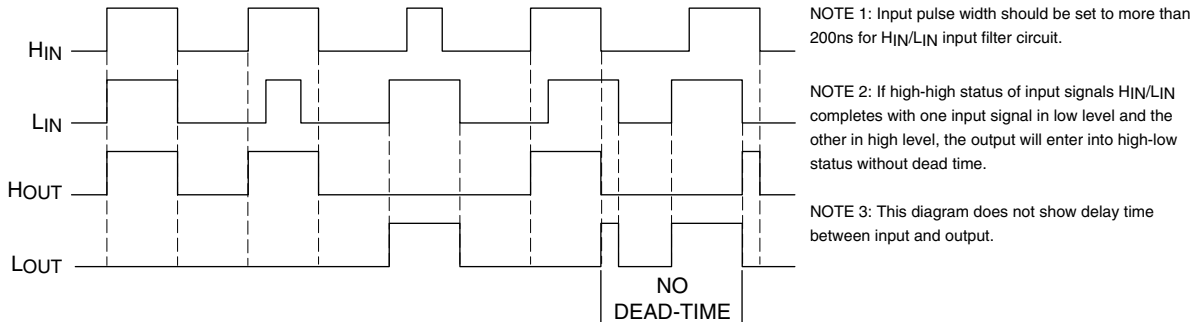 HIN
LIN
HOUT
LOUT
NO
DEAD-TIME
NOTE 1: Input pulse width should be set to more than
200ns for HIN/LIN input filter circuit.
NOTE 2: If high-high status of input signals HIN/LIN
completes with one input signal in low level and the
other in high level, the output will enter into high-low
status without dead time.
NOTE 3: This diagram does not show delay time
between input and output.